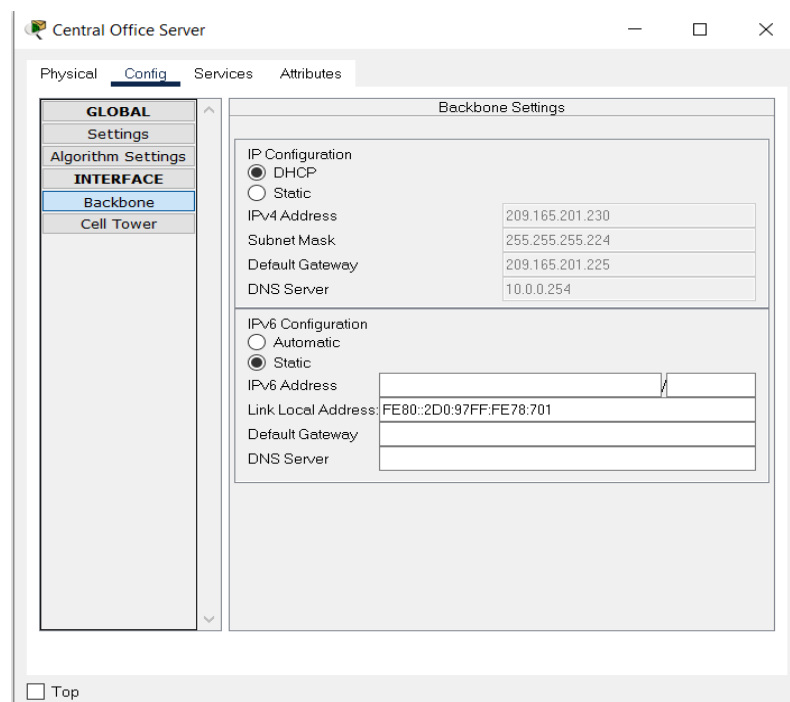 Central Office Server
Physical Config Services Attributes
GLOBAL
Settings
Algorithm Settings
INTERFACE
Backbone
Cell Tower
Backbone Settings
IP Configuration
DHCP
Static
IPv4 Address 209.165.201.230
Subnet Mask 255.255.255.224
Default Gateway 209.165.201.225
DNS Server 10.0.0.254
IPv6 Configuration
Automatic
Static
IPv6 Address /
Link Local Address: FE80::2D0:97FF:FE78:701
Default Gateway
DNS Server
Top